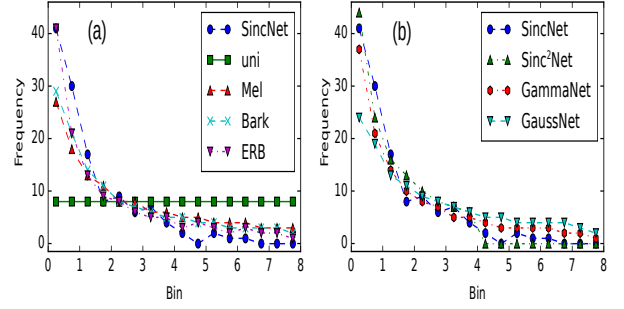 (a)
SincNet
uni
Mel
Bark
ERB
Frequency
40
30
20
10
0
0 1 2 3 4 5 6 7 8
Bin
(b)
SincNet
Sinc²Net
GammaNet
GaussNet
Frequency
40
30
20
10
0
0 1 2 3 4 5 6 7 8
Bin